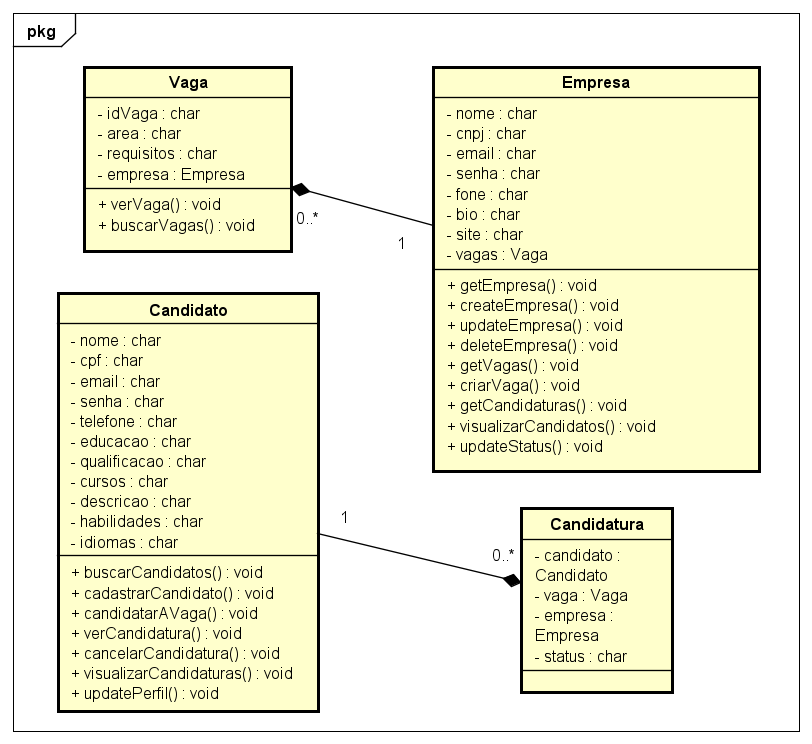 pkg
Vaga
- idVaga : char
- area : char
- requisitos : char
- empresa : Empresa
+ verVaga() : void
+ buscarVagas() : void
0..*
1
Empresa
- nome : char
- cnpj : char
- email : char
- senha : char
- fone : char
- bio : char
- site : char
- vagas : Vaga
+ getEmpresa() : void
+ createEmpresa() : void
+ updateEmpresa() : void
+ deleteEmpresa() : void
+ getVagas() : void
+ criarVaga() : void
+ getCandidaturas() : void
+ visualizarCandidatos() : void
+ updateStatus() : void
Candidato
- nome : char
- cpf : char
- email : char
- senha : char
- telefone : char
- educacao : char
- qualificacao : char
- cursos : char
- descricao : char
- habilidades : char
- idiomas : char
+ buscarCandidatos() : void
+ cadastrarCandidato() : void
+ candidatarAVaga() : void
+ verCandidatura() : void
+ cancelarCandidatura() : void
+ visualizarCandidaturas() : void
+ updatePerfil() : void
1
0..*
Candidatura
- candidato :
Candidato
- vaga : Vaga
- empresa :
Empresa
- status : char